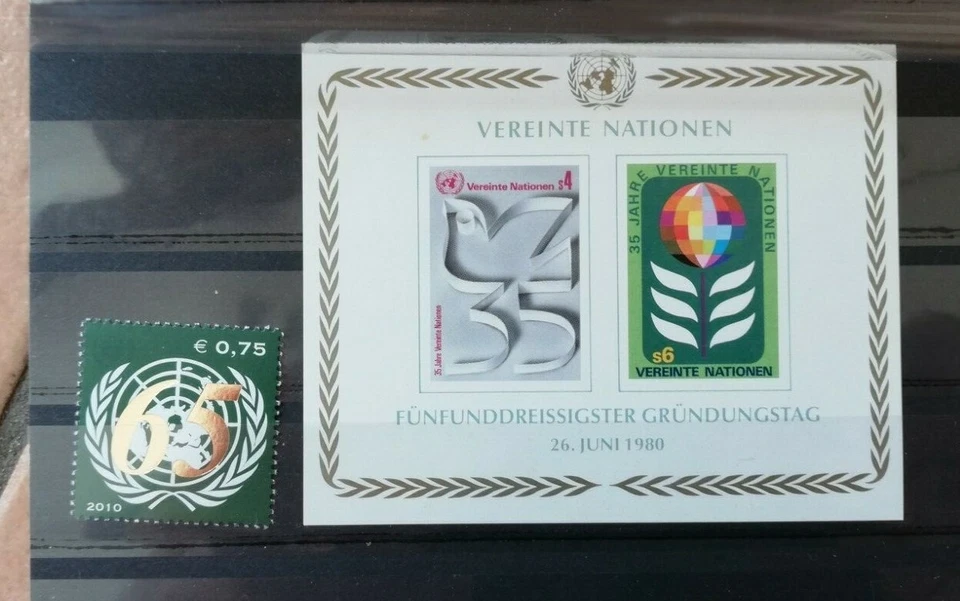 € 0,75
65
2010
VEREINTE NATIONEN
Vereinte Nationen s4
35
35 Jahre Vereinte Nationen
35 JAHRE VEREINTE NATIONEN
s6
VEREINTE NATIONEN
FÜNFUNDDREISSIGSTER GRÜNDUNGSTAG
26. JUNI 1980